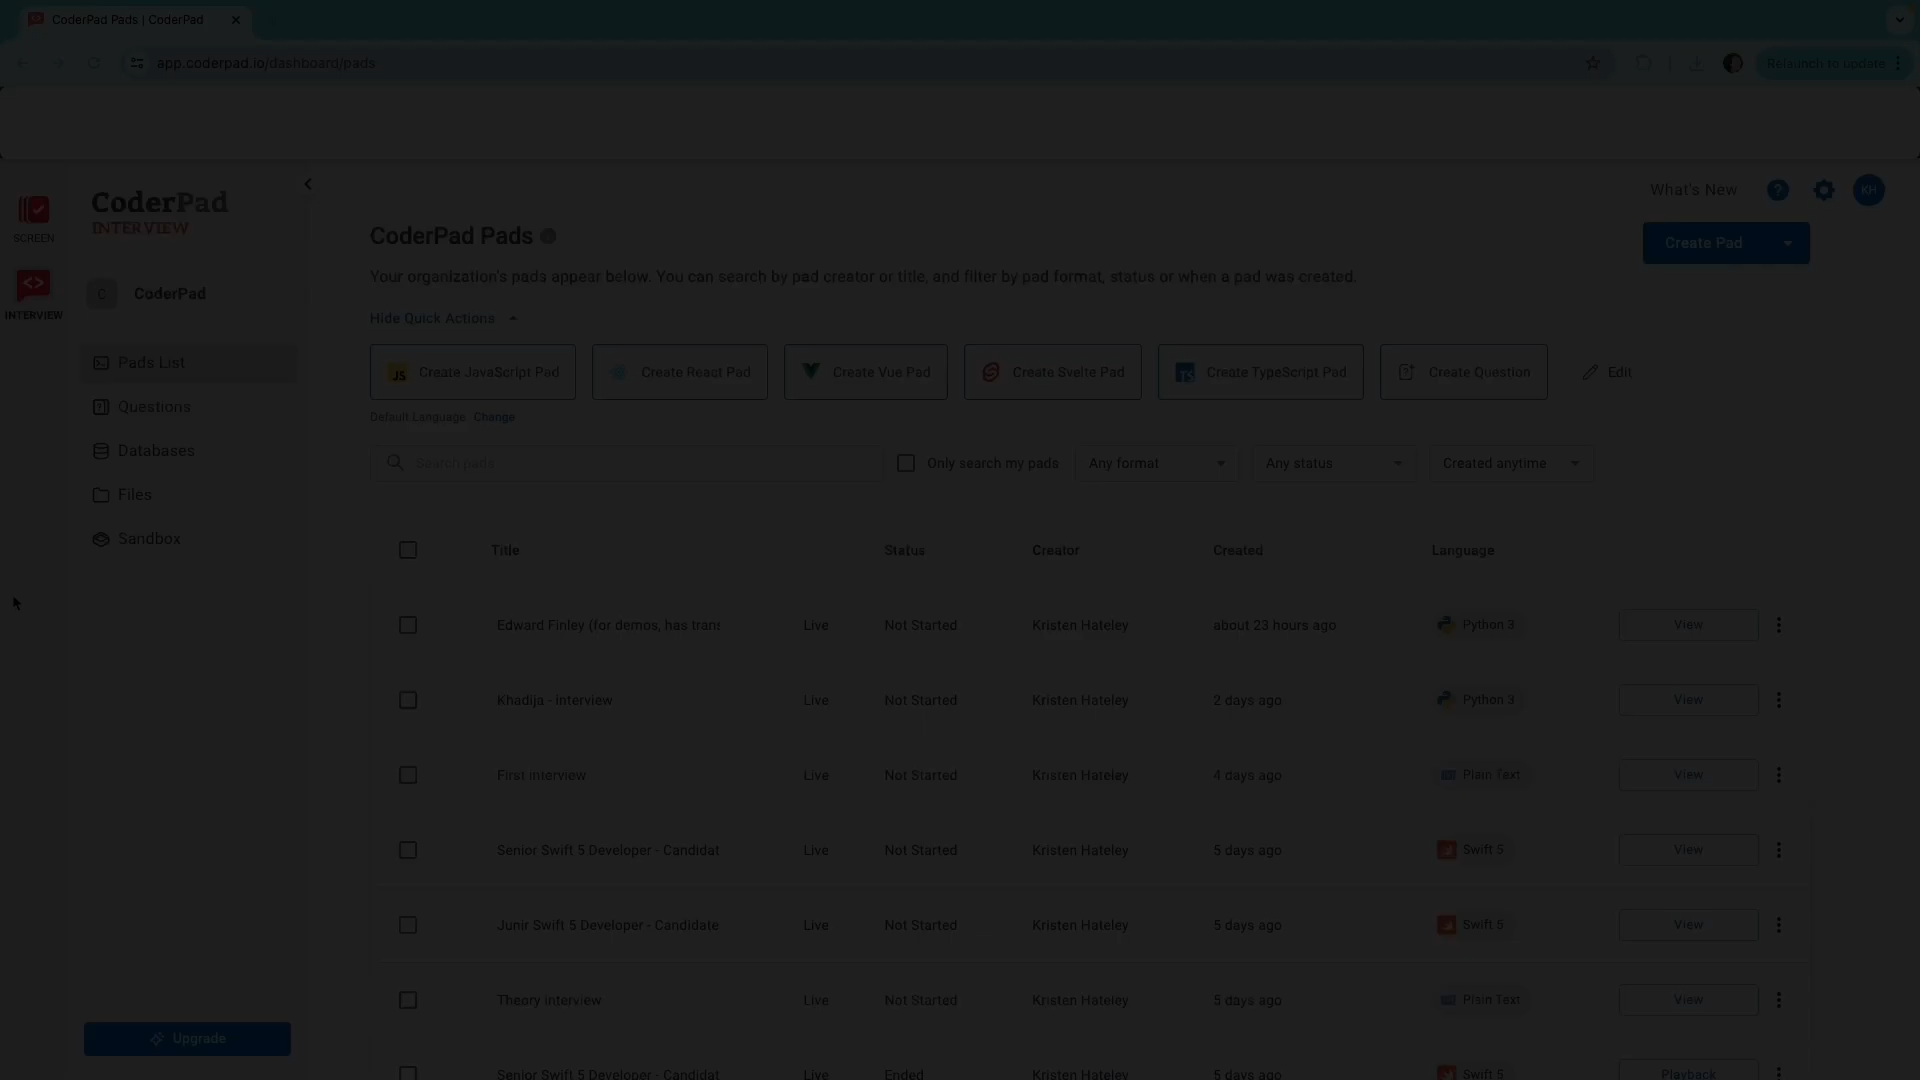 CoderPad Pads | CoderPad
app.coderpad.io/dashboard/pads
Relaunch to update
What's New
?
KH
SCREEN
INTERVIEW
CoderPad
INTERVIEW
C CoderPad
Pads List
Questions
Databases
Files
Sandbox
Upgrade
CoderPad Pads
Create Pad
Your organization's pads appear below. You can search by pad creator or title, and filter by pad format, status or when a pad was created.
Hide Quick Actions
JS Create JavaScript Pad
Create React Pad
Create Vue Pad
Create Svelte Pad
TS Create TypeScript Pad
Create Question
Edit
Default Language Change
Search pads
Only search my pads
Any format
Any status
Created anytime
Title Status Creator Created Language
Edward Finley (for demos, has trans Live Not Started Kristen Hateley about 23 hours ago Python 3 View
Khadija - interview Live Not Started Kristen Hateley 2 days ago Python 3 View
First interview Live Not Started Kristen Hateley 4 days ago Plain Text View
Senior Swift 5 Developer - Candidat Live Not Started Kristen Hateley 5 days ago Swift 5 View
Junir Swift 5 Developer - Candidate Live Not Started Kristen Hateley 5 days ago Swift 5 View
Theory interview Live Not Started Kristen Hateley 5 days ago Plain Text View
Senior Swift 5 Developer - Candidat Live Ended Kristen Hateley 5 days ago Swift 5 Playback